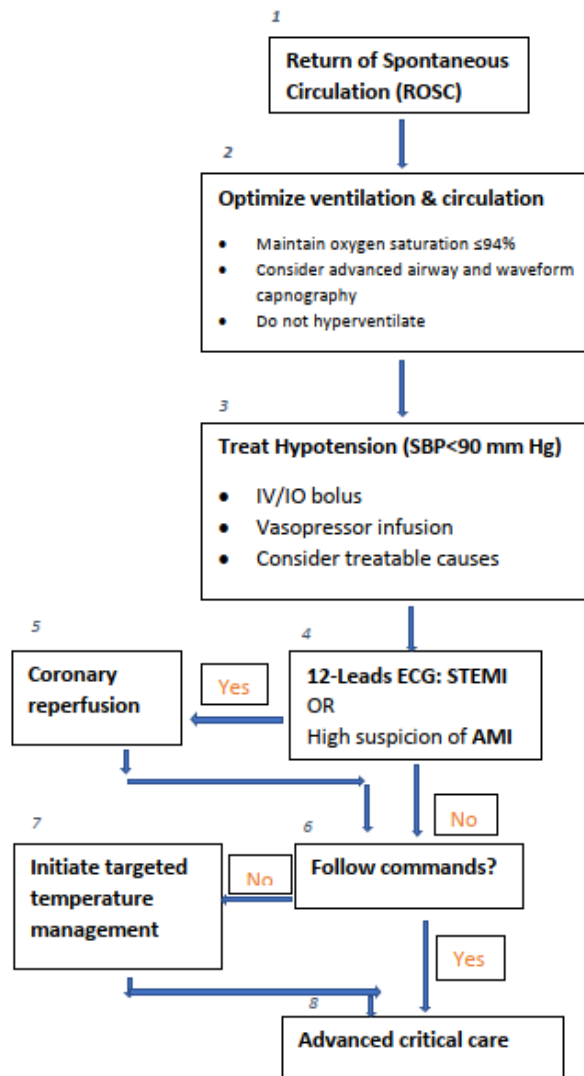 1
Return of Spontaneous
Circulation (ROSC)
2
Optimize ventilation & circulation
• Maintain oxygen saturation ≤94%
• Consider advanced airway and waveform
capnography
• Do not hyperventilate
3
Treat Hypotension (SBP<90 mm Hg)
• IV/IO bolus
• Vasopressor infusion
• Consider treatable causes
5
4
Coronary
reperfusion
Yes
12-Leads ECG: STEMI
OR
High suspicion of AMI
No
7
6
Initiate targeted
temperature
management
No
Follow commands?
Yes
8
Advanced critical care